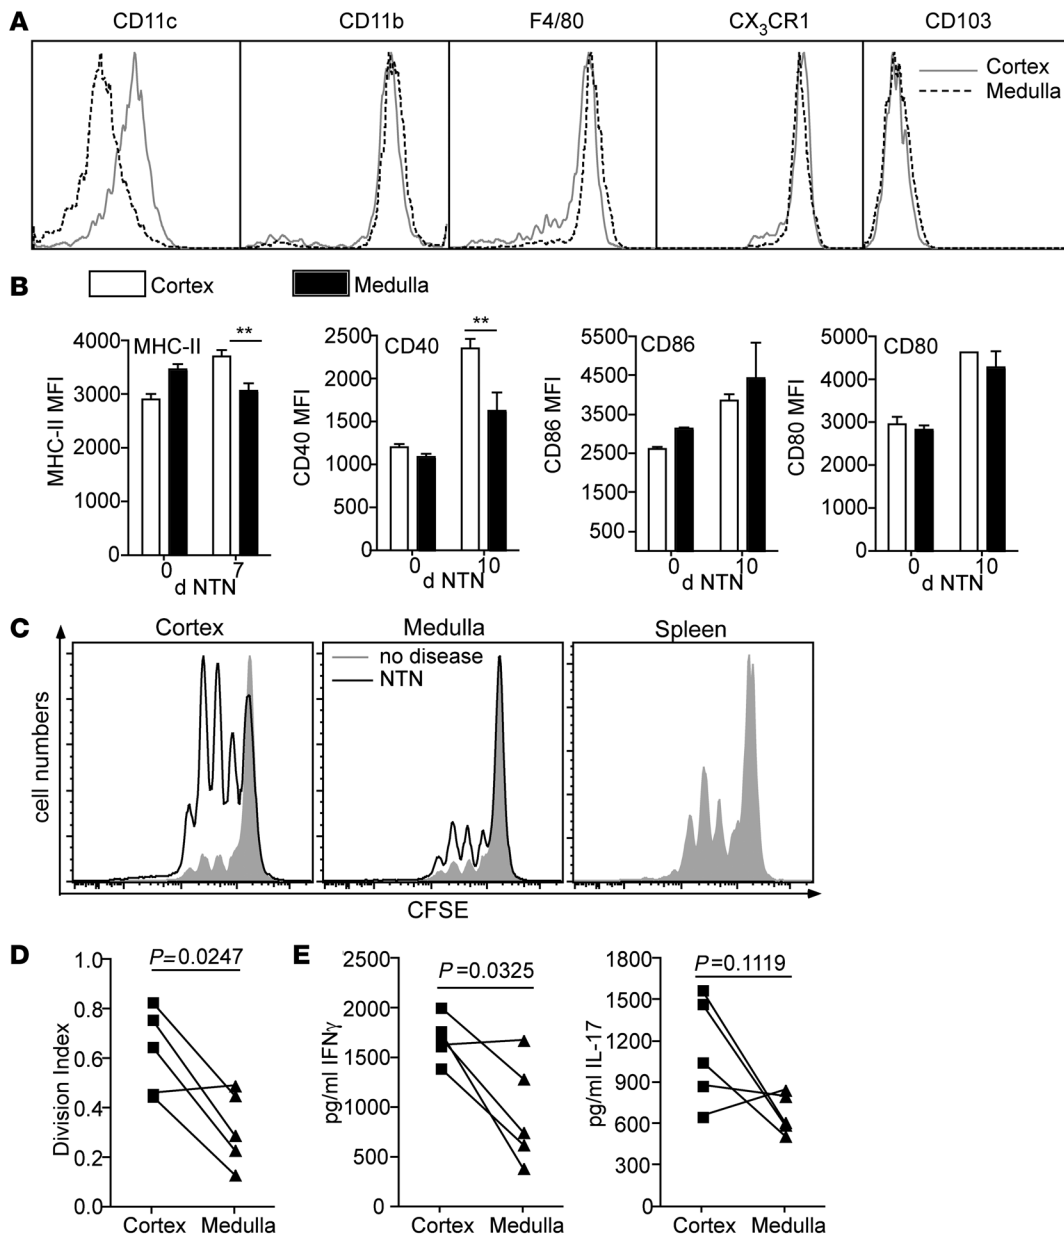 A
CD11c CD11b F4/80 CX3CR1 CD103
Cortex
Medulla
B
Cortex Medulla
MHC-II MFI
4000
3000
2000
1000
0
MHC-II
**
0 7
d NTN
CD40 MFI
2500
2000
1500
1000
500
0
CD40
**
0 10
d NTN
CD86 MFI
5500
4500
3500
2500
1500
500
CD86
0 10
d NTN
CD80 MFI
5000
4000
3000
2000
1000
0
CD80
0 10
d NTN
C
Cortex Medulla Spleen
no disease
NTN
cell numbers
CFSE
D
P=0.0247
Division Index
1.0
0.8
0.6
0.4
0.2
0.0
Cortex Medulla
E
P=0.0325
pg/ml IFNγ
2500
2000
1500
1000
500
0
Cortex Medulla
P=0.1119
pg/ml IL-17
1800
1500
1200
900
600
300
0
Cortex Medulla